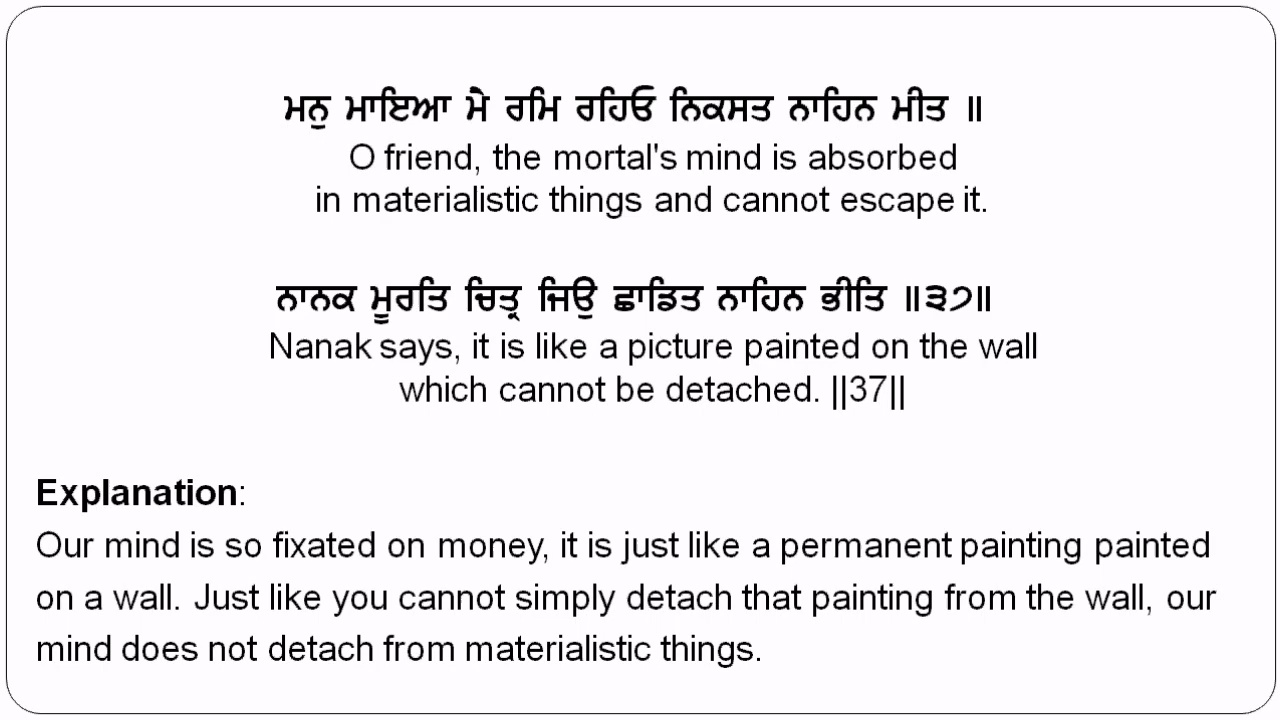 ਮਨੁ ਮਾਇਆ ਮੈ ਰਮਿ ਰਹਿਓ ਨਿਕਸਤ ਨਾਹਿਨ ਮੀਤ ॥
O friend, the mortal's mind is absorbed
in materialistic things and cannot escape it.
ਨਾਨਕ ਮੂਰਤਿ ਚਿਤ੍ਰ ਜਿਉ ਛਾਡਿਤ ਨਾਹਿਨ ਭੀਤਿ ॥੩੭॥
Nanak says, it is like a picture painted on the wall
which cannot be detached. ||37||
Explanation:
Our mind is so fixated on money, it is just like a permanent painting painted
on a wall. Just like you cannot simply detach that painting from the wall, our
mind does not detach from materialistic things.